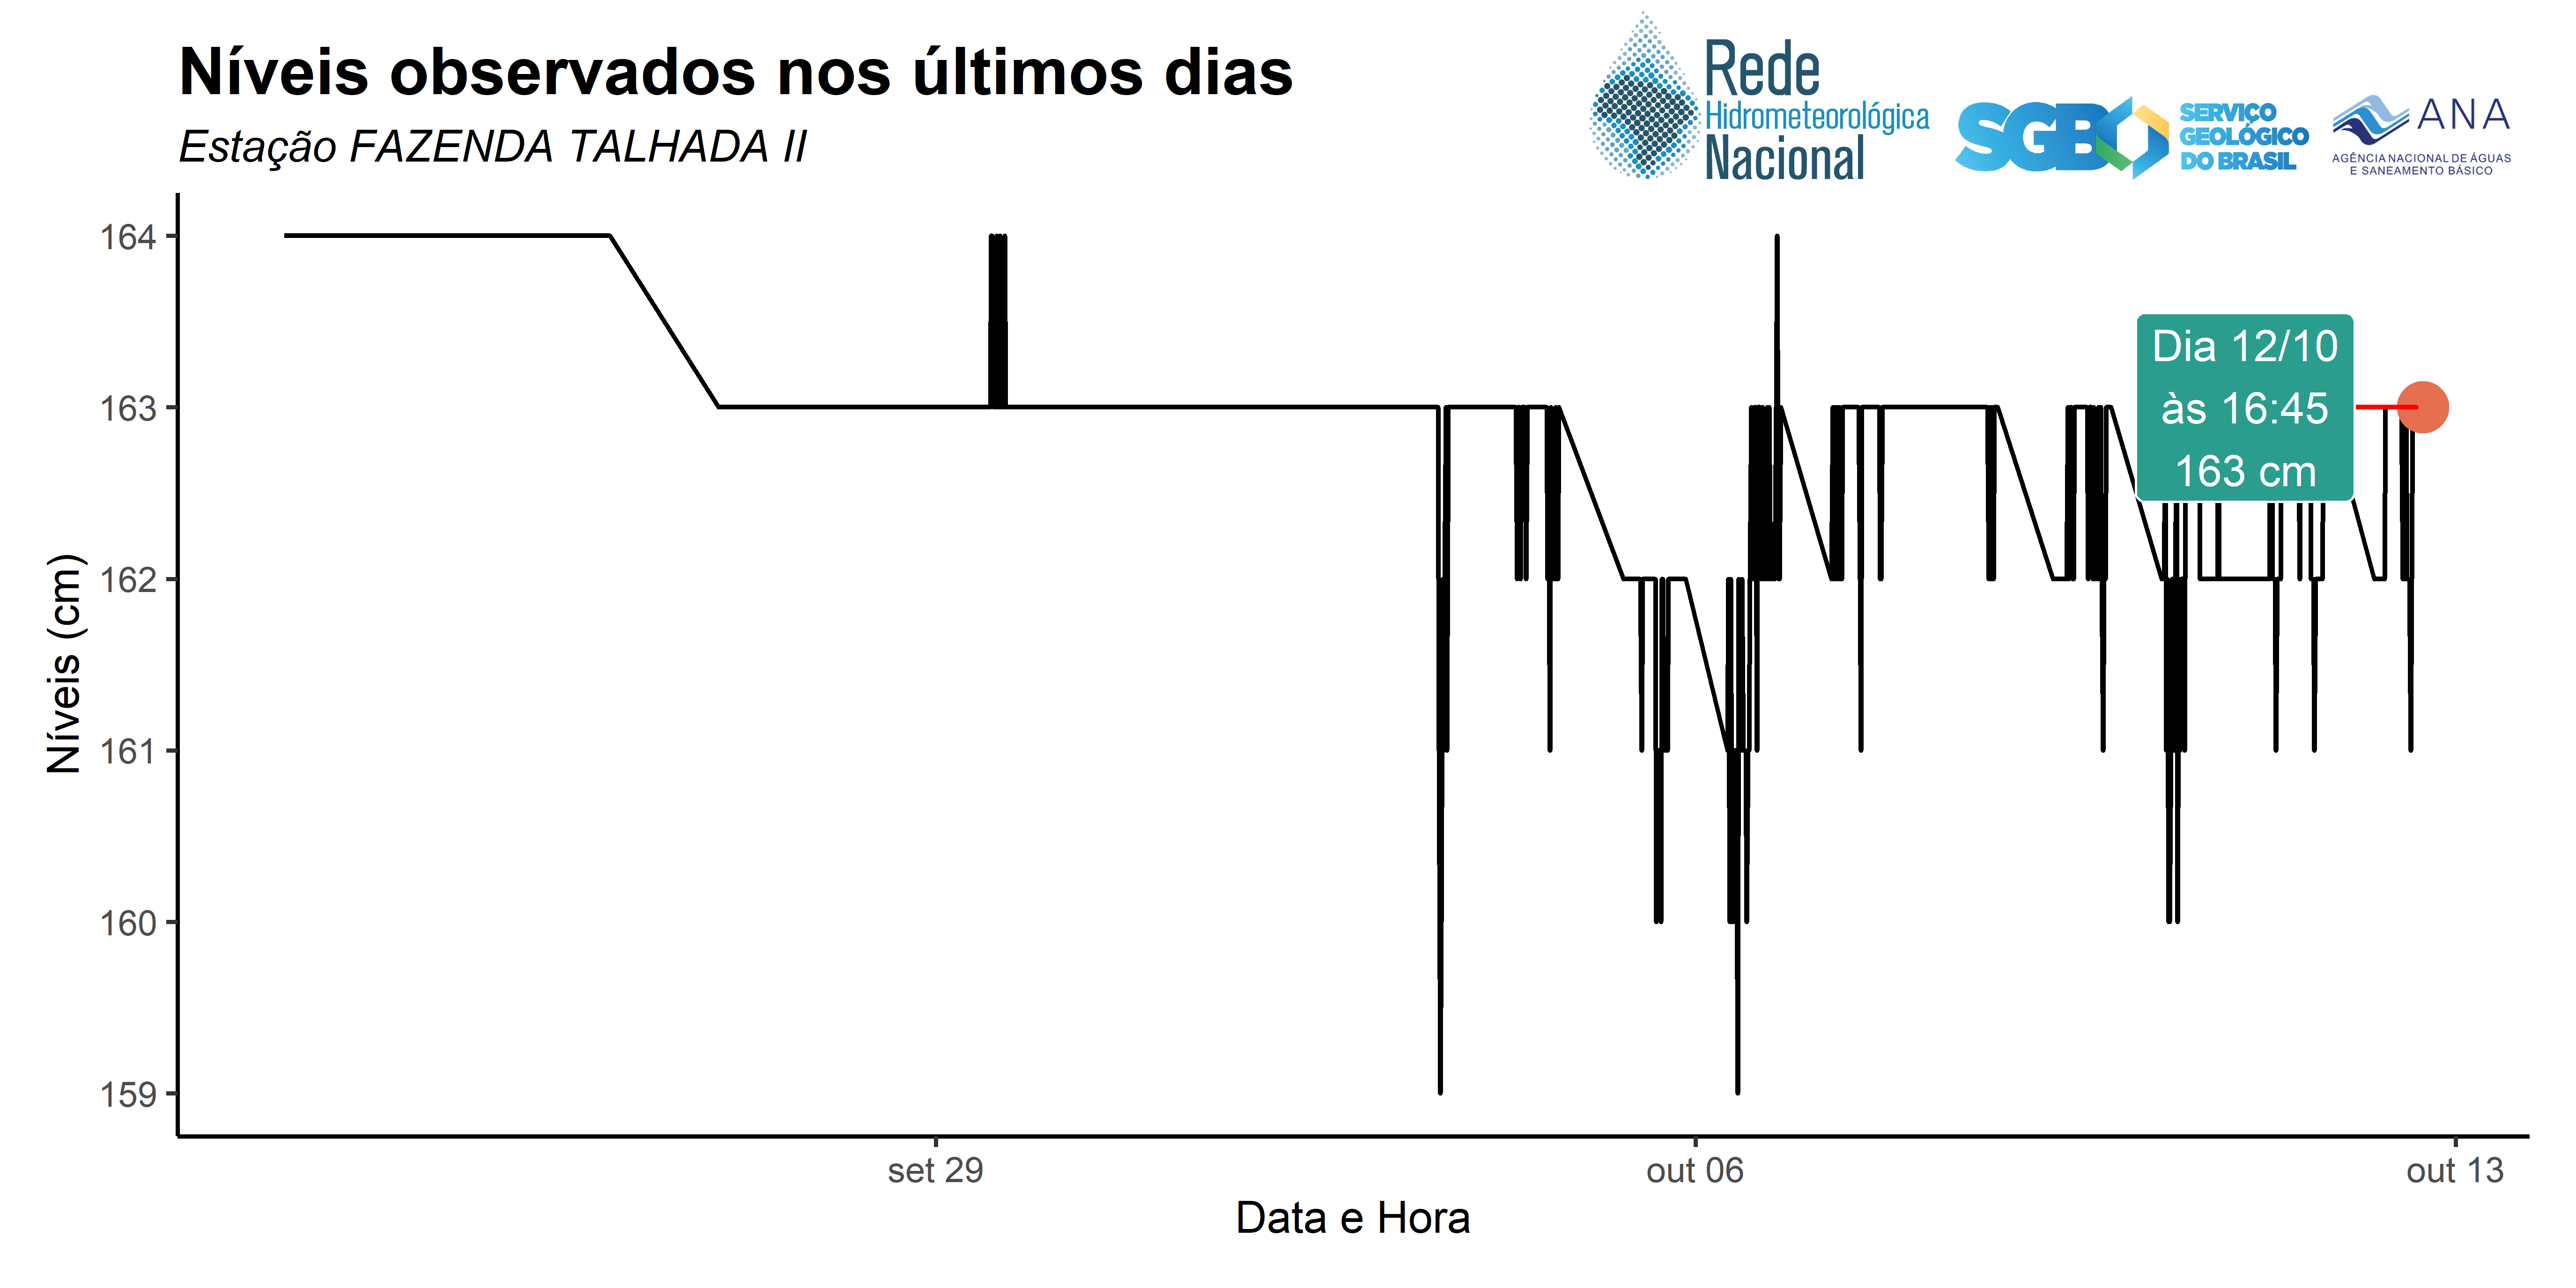 Níveis observados nos últimos dias
Estação FAZENDA TALHADA II
Rede
Hidrometeorológica
Nacional
SGB
SERVIÇO
GEOLÓGICO
DO BRASIL
ANA
AGÊNCIA NACIONAL DE ÁGUAS
E SANEAMENTO BÁSICO
164
163
162
161
160
159
Níveis (cm)
Dia 12/10
às 16:45
163 cm
set 29
out 06
out 13
Data e Hora